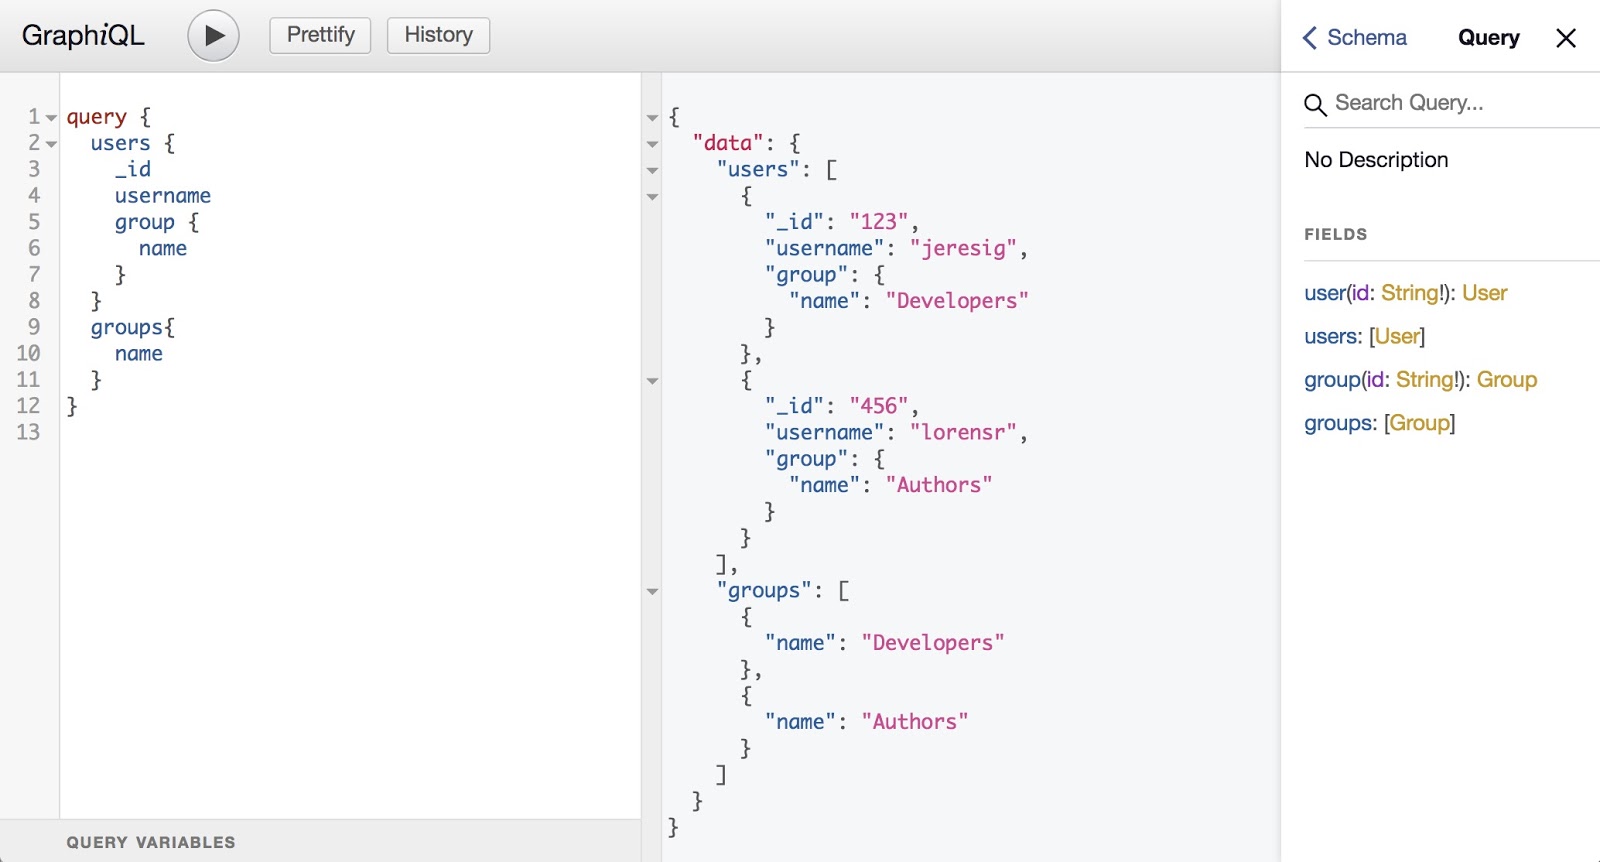 GraphiQL Prettify History
1 query {
2   users {
3     _id
4     username
5     group {
6       name
7     }
8   }
9   groups{
10     name
11   }
12 }
13
QUERY VARIABLES
{
  "data": {
    "users": [
      {
        "_id": "123",
        "username": "jeresig",
        "group": {
          "name": "Developers"
        }
      },
      {
        "_id": "456",
        "username": "lorensr",
        "group": {
          "name": "Authors"
        }
      }
    ],
    "groups": [
      {
        "name": "Developers"
      },
      {
        "name": "Authors"
      }
    ]
  }
}
Schema Query
Search Query...
No Description
FIELDS
user(id: String!): User
users: [User]
group(id: String!): Group
groups: [Group]